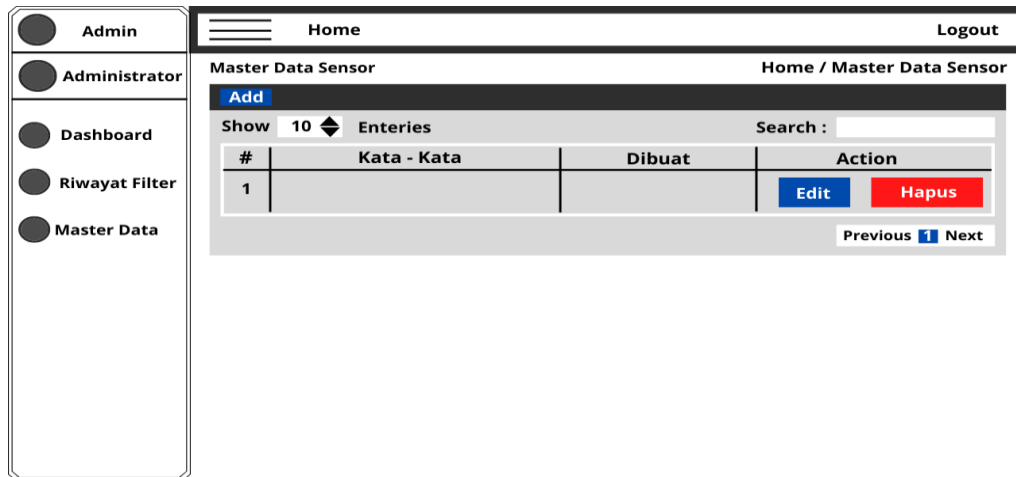 Admin
Administrator
Dashboard
Riwayat Filter
Master Data
Home Logout
Master Data Sensor Home / Master Data Sensor
Add
Show 10 Enteries Search :
# Kata - Kata Dibuat Action
1 Edit Hapus
Previous 1 Next